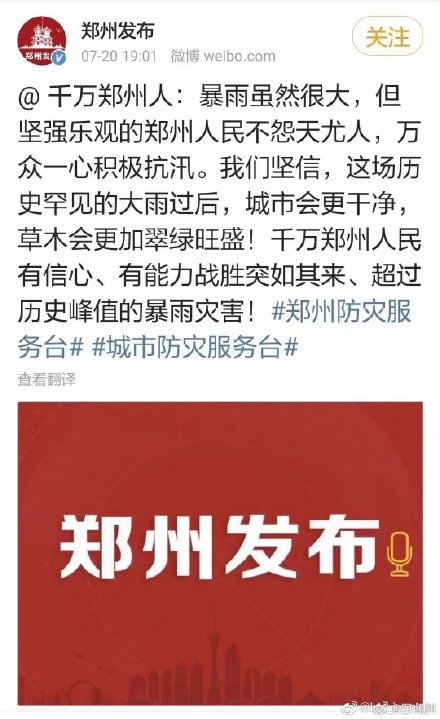 郑州发布
关注
07-20 19:01 微博 weibo.com
郑州发布
@ 千万郑州人：暴雨虽然很大，但
坚强乐观的郑州人民不怨天尤人，万
众一心积极抗汛。我们坚信，这场历
史罕见的大雨过后，城市会更干净，
草木会更加翠绿旺盛！千万郑州人民
有信心、有能力战胜突如其来、超过
历史峰值的暴雨灾害！#郑州防灾服
务台# #城市防灾服务台#
查看翻译
郑州发布